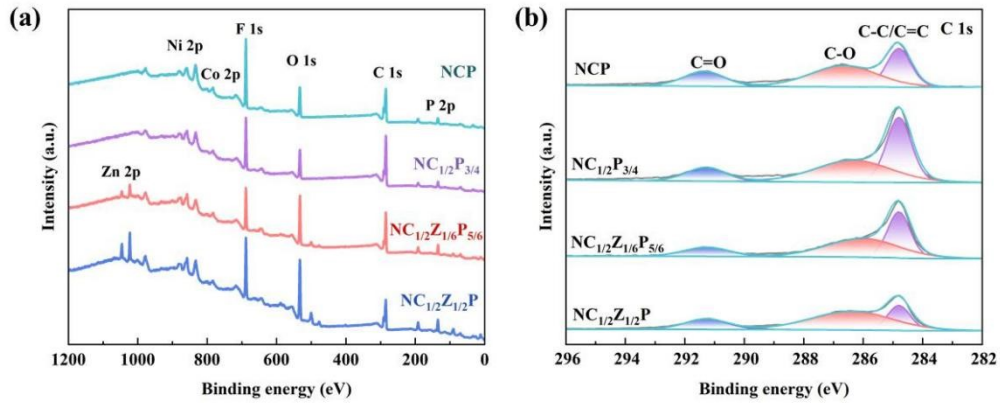 (a)
F 1s
Ni 2p
Co 2p
O 1s
C 1s
P 2p
NCP
NC1/2P3/4
Zn 2p
NC1/2Z1/6P5/6
NC1/2Z1/2P
Intensity (a.u.)
1200 1000 800 600 400 200 0
Binding energy (eV)
(b)
C-C/C=C
C 1s
C=O
C-O
NCP
NC1/2P3/4
NC1/2Z1/6P5/6
NC1/2Z1/2P
Intensity (a.u.)
296 294 292 290 288 286 284 282
Binding energy (eV)